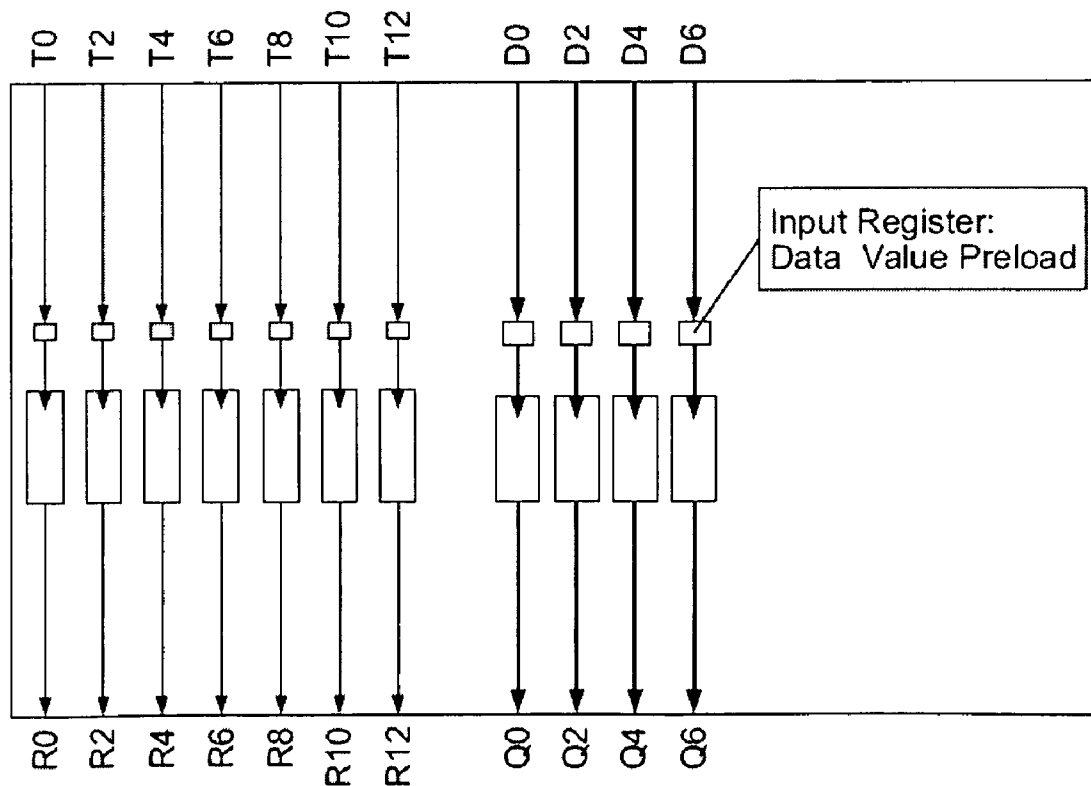 T0 T2 T4 T6 T8 T10 T12 D0 D2 D4 D6
Input Register:
Data Value Preload
R0 R2 R4 R6 R8 R10 R12 Q0 Q2 Q4 Q6